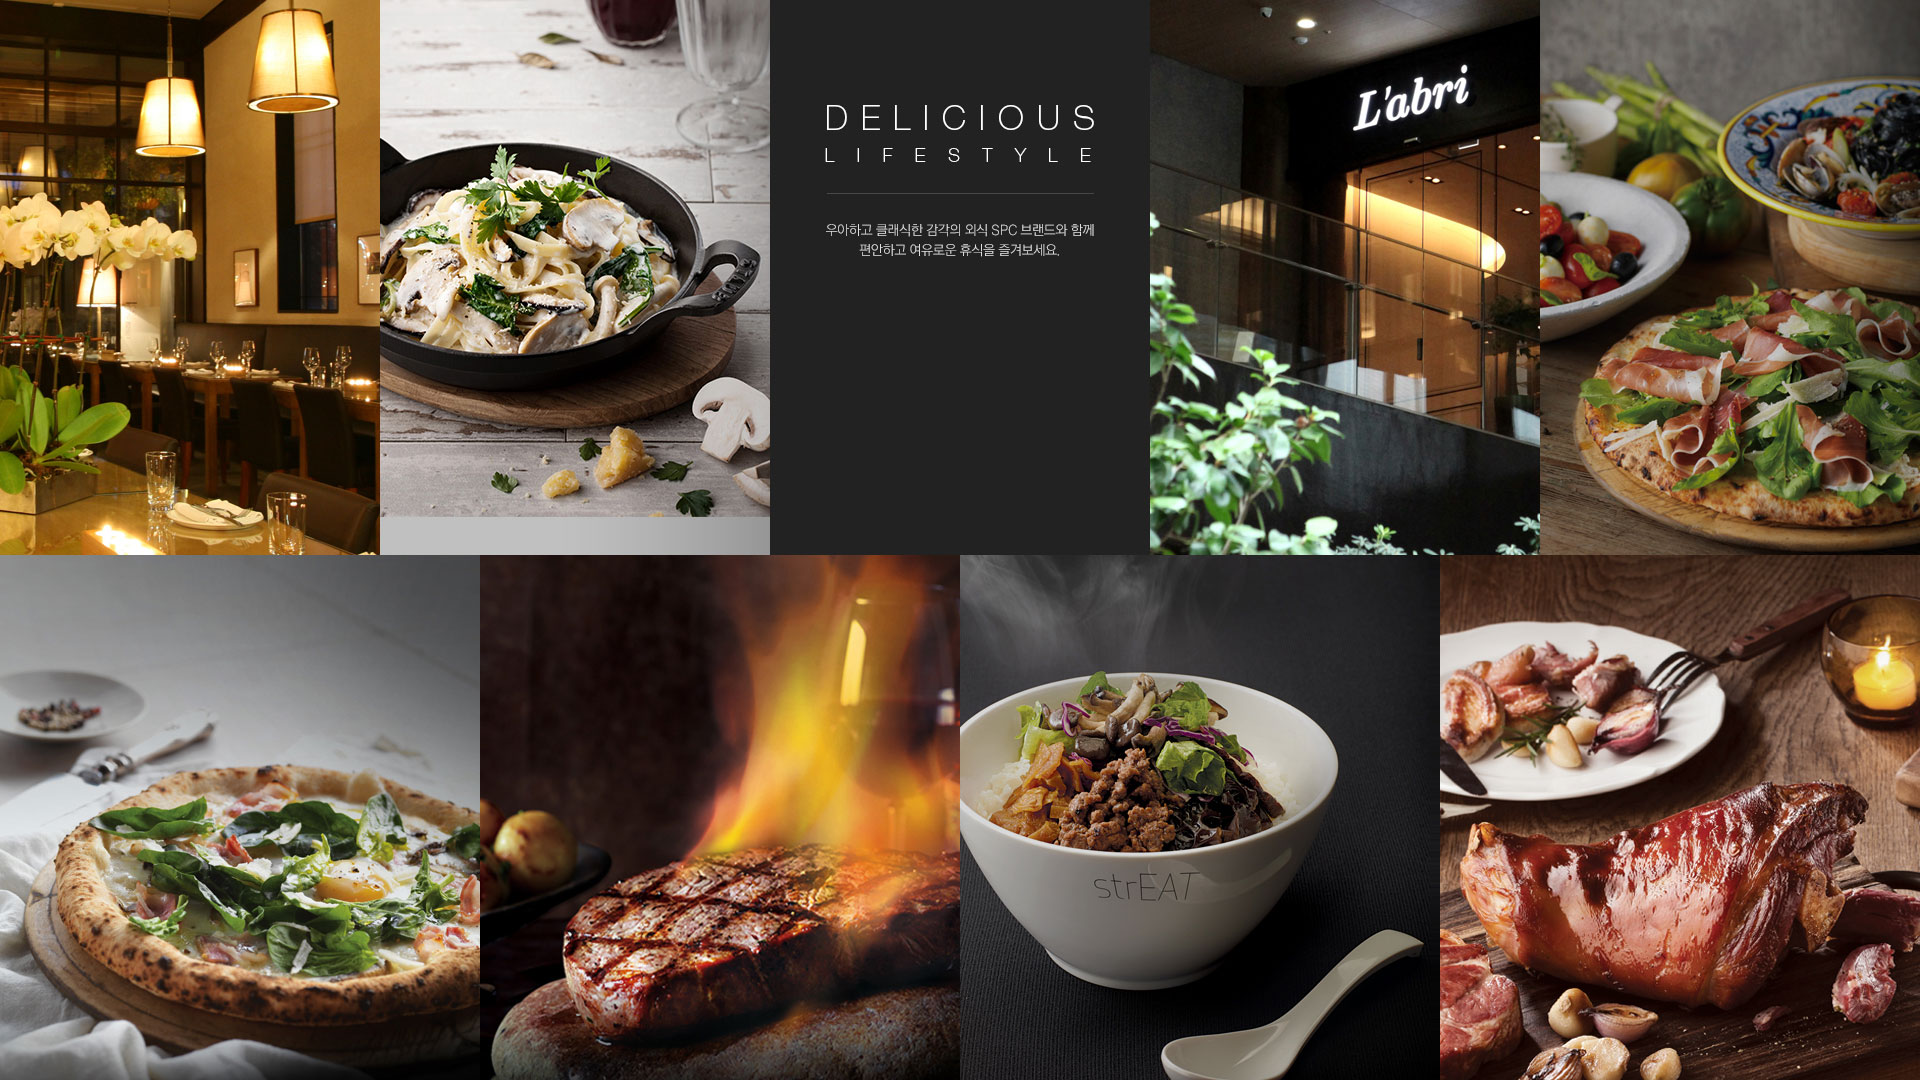 DELICIOUS
LIFESTYLE
우아하고 클래식한 감각의 외식 SPC 브랜드와 함께
편안하고 여유로운 휴식을 즐겨보세요.
L'abri
strEAT